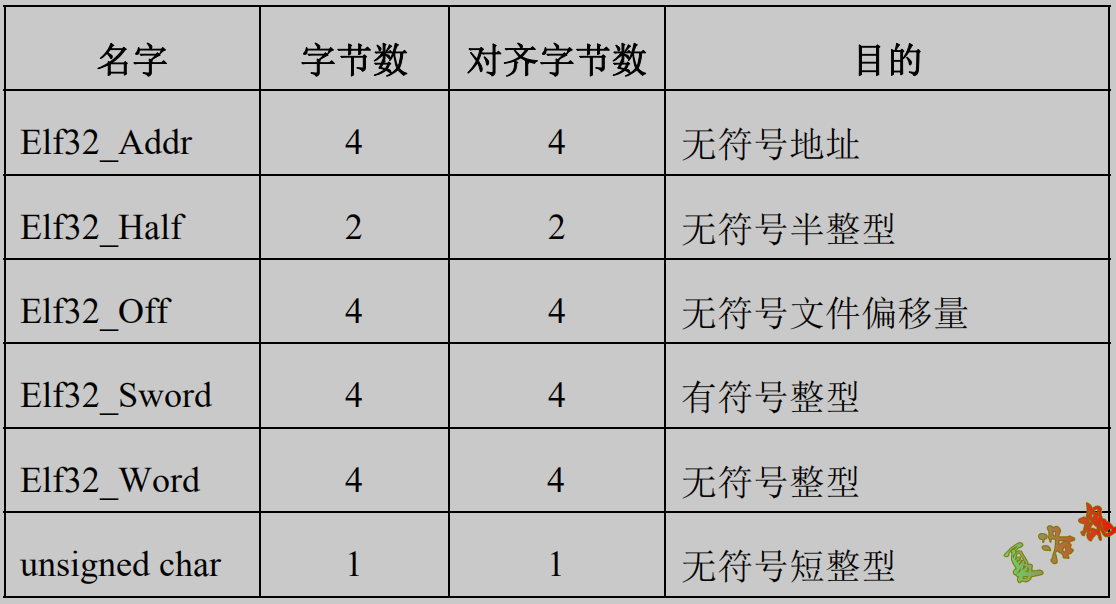 名字 字节数 对齐字节数 目的
Elf32_Addr 4 4 无符号地址
Elf32_Half 2 2 无符号半整型
Elf32_Off 4 4 无符号文件偏移量
Elf32_Sword 4 4 有符号整型
Elf32_Word 4 4 无符号整型
unsigned char 1 1 无符号短整型